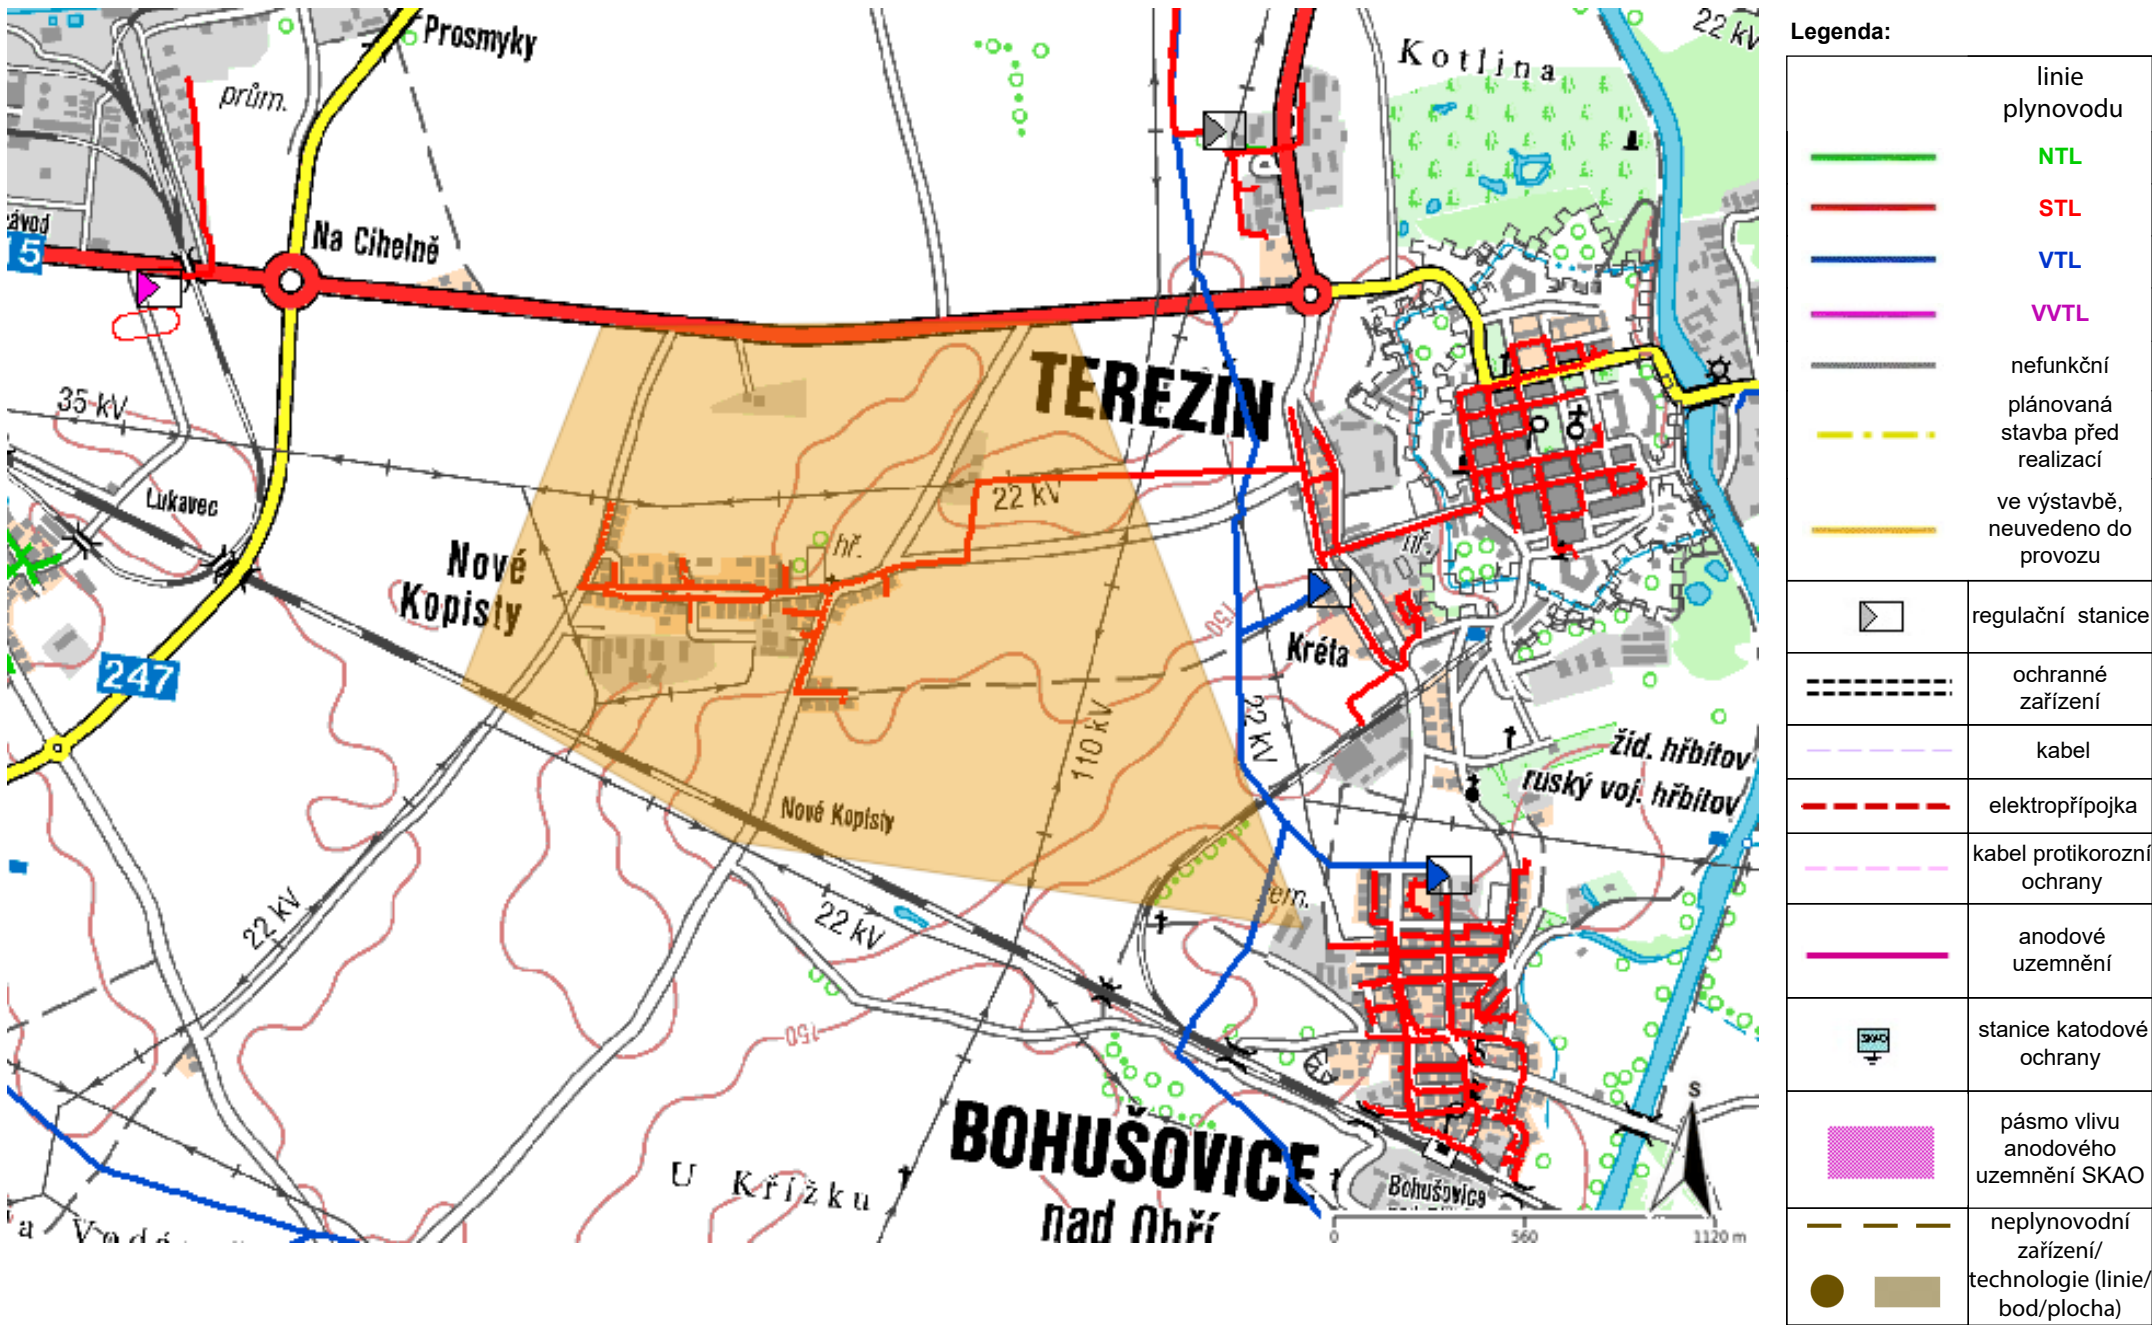 Prosmyky
prům.
ávod
15
Na Cihelně
Kotlina
22 kV
TEREZÍN
35 kV
Lukavec
Nové
Kopisty
hř.
22 kV
hř.
247
150
Kréta
110 kV
22 kV
žid. hřbitov
ruský voj. hřbitov
Nové Kopisty
22 kV
22 kV
zem.
150
BOHUŠOVICE
nad Ohří
U Křížku
Bohušovice
S
0
560
1120 m
Legenda:
linie
plynovodu
NTL
STL
VTL
VVTL
nefunkční
plánovaná
stavba před
realizací
ve výstavbě,
neuvedeno do
provozu
regulační stanice
ochranné
zařízení
kabel
elektropřípojka
kabel protikorozní
ochrany
anodové
uzemnění
SKAO
stanice katodové
ochrany
pásmo vlivu
anodového
uzemnění SKAO
neplynovodní
zařízení/
technologie (linie/
bod/plocha)